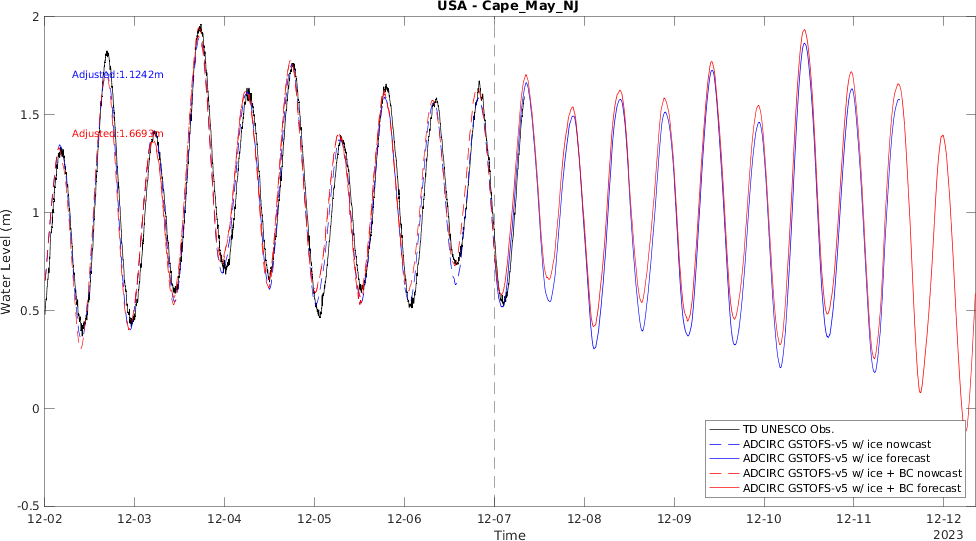 USA - Cape_May_NJ
2
1.5
1
0.5
0
-0.5
Water Level (m)
Adjusted:1.1242m
Adjusted:1.6693m
TD UNESCO Obs.
ADCIRC GSTOFS-v5 w/ ice nowcast
ADCIRC GSTOFS-v5 w/ ice forecast
ADCIRC GSTOFS-v5 w/ ice + BC nowcast
ADCIRC GSTOFS-v5 w/ ice + BC forecast
12-02 12-03 12-04 12-05 12-06 12-07 12-08 12-09 12-10 12-11 12-12
Time
2023